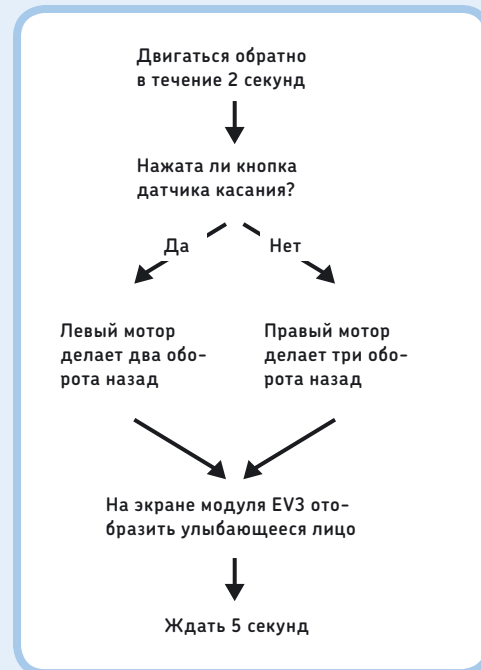 Двигаться обратно
в течение 2 секунд
Нажата ли кнопка
датчика касания?
Да
Нет
Левый мотор
делает два обо-
рота назад
Правый мотор
делает три обо-
рота назад
На экране модуля EV3 ото-
бразить улыбающееся лицо
Ждать 5 секунд